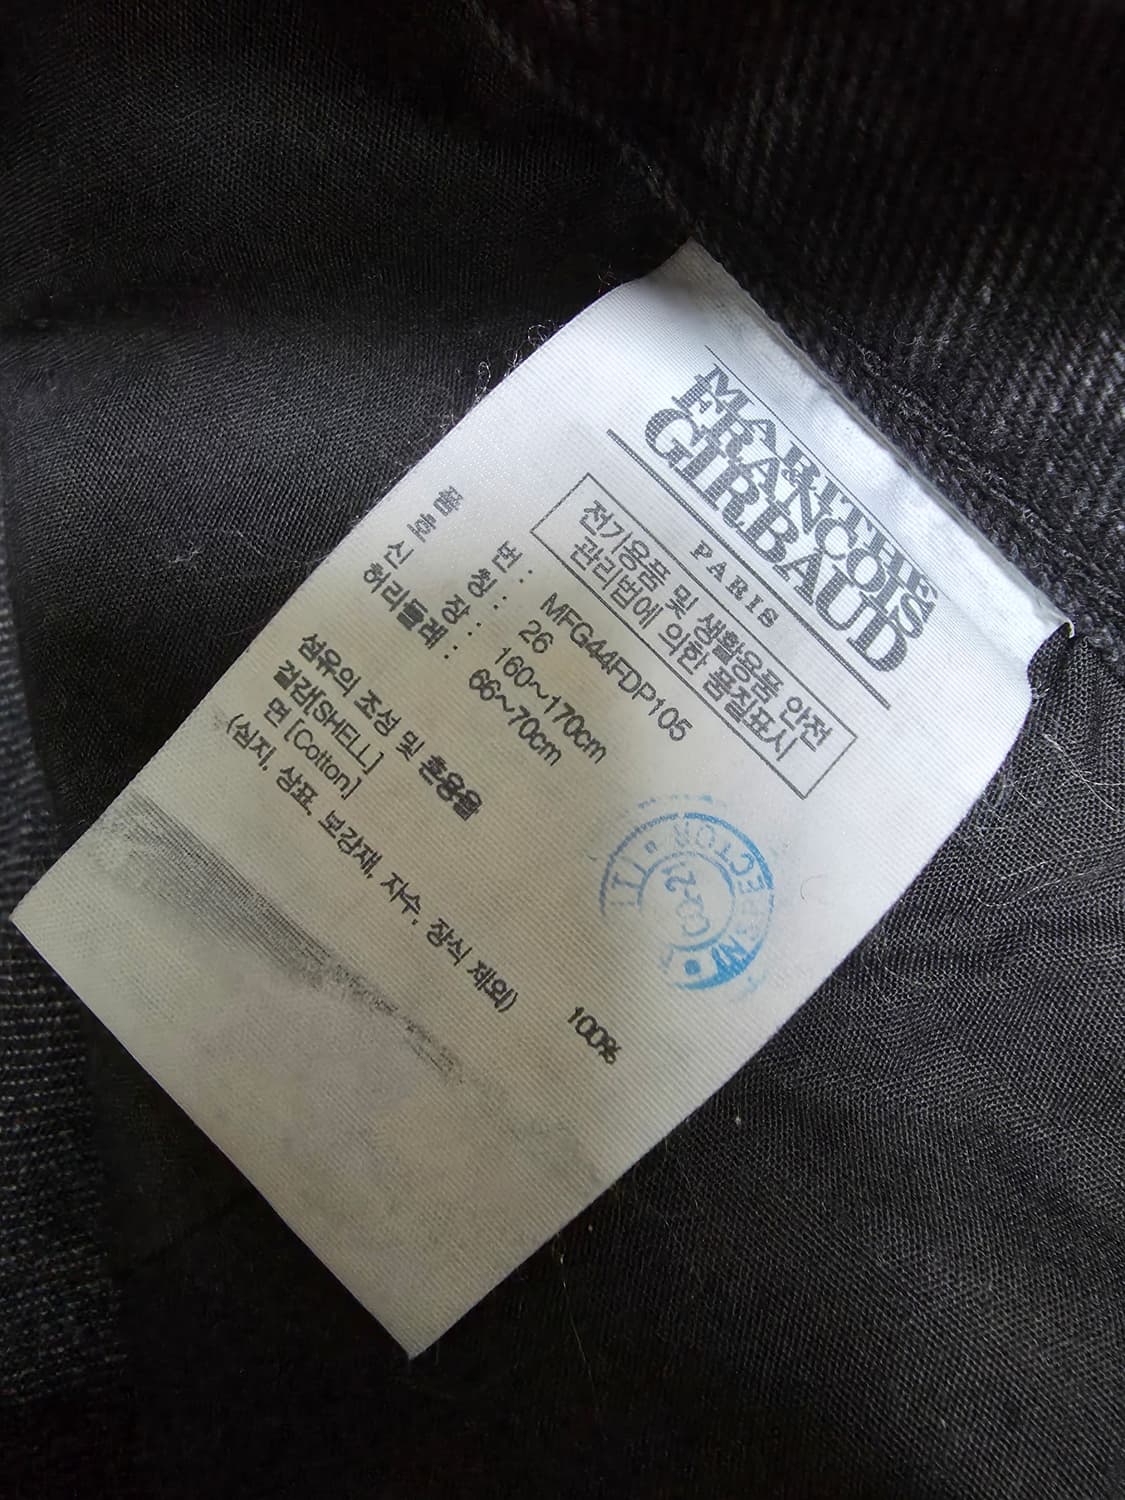 MARITHÉ
FRANCOIS
GIRBAUD
PARIS
전기용품 및 생활용품 안전
관리법에 의한 품질표시
품 번 : MFG44FDP105
호 칭 : 26
신 장 : 160~170cm
허리둘레 : 66~70cm
섬유의 조성 및 혼용율
겉감[SHELL]
면 [Cotton] 100%
(심지, 상표, 보강재, 자수, 장식 제외)
INSPECTOR